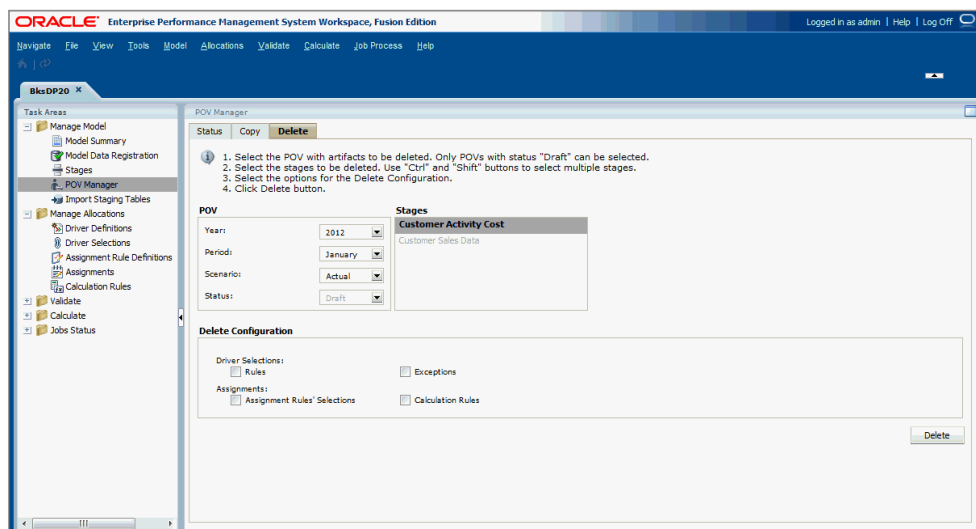 ORACLE Enterprise Performance Management System Workspace, Fusion Edition
Logged in as admin | Help | Log Off
Navigate File View Tools Model Allocations Validate Calculate Job Process Help
BksDP20
Task Areas
Manage Model
Model Summary
Model Data Registration
Stages
POV Manager
Import Staging Tables
Manage Allocations
Driver Definitions
Driver Selections
Assignment Rule Definitions
Assignments
Calculation Rules
Validate
Calculate
Jobs Status
POV Manager
Status Copy Delete
1. Select the POV with artifacts to be deleted. Only POVs with status "Draft" can be selected.
2. Select the stages to be deleted. Use "Ctrl" and "Shift" buttons to select multiple stages.
3. Select the options for the Delete Configuration.
4. Click Delete button.
POV
Year: 2012
Period: January
Scenario: Actual
Status: Draft
Stages
Customer Activity Cost
Customer Sales Data
Delete Configuration
Driver Selections:
Rules Exceptions
Assignments:
Assignment Rules' Selections Calculation Rules
Delete